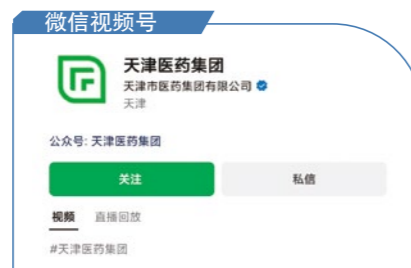 微信视频号
天津医药集团
天津市医药集团有限公司
天津
公众号: 天津医药集团
关注 私信
视频 直播回放
#天津医药集团